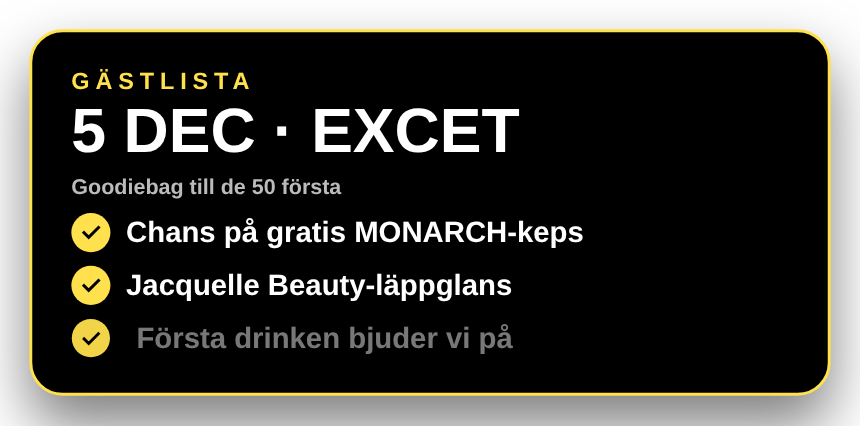 GÄSTLISTA
5 DEC · EXCET
Goodiebag till de 50 första
Chans på gratis MONARCH-keps
Jacquelle Beauty-läppglans
Första drinken bjuder vi på